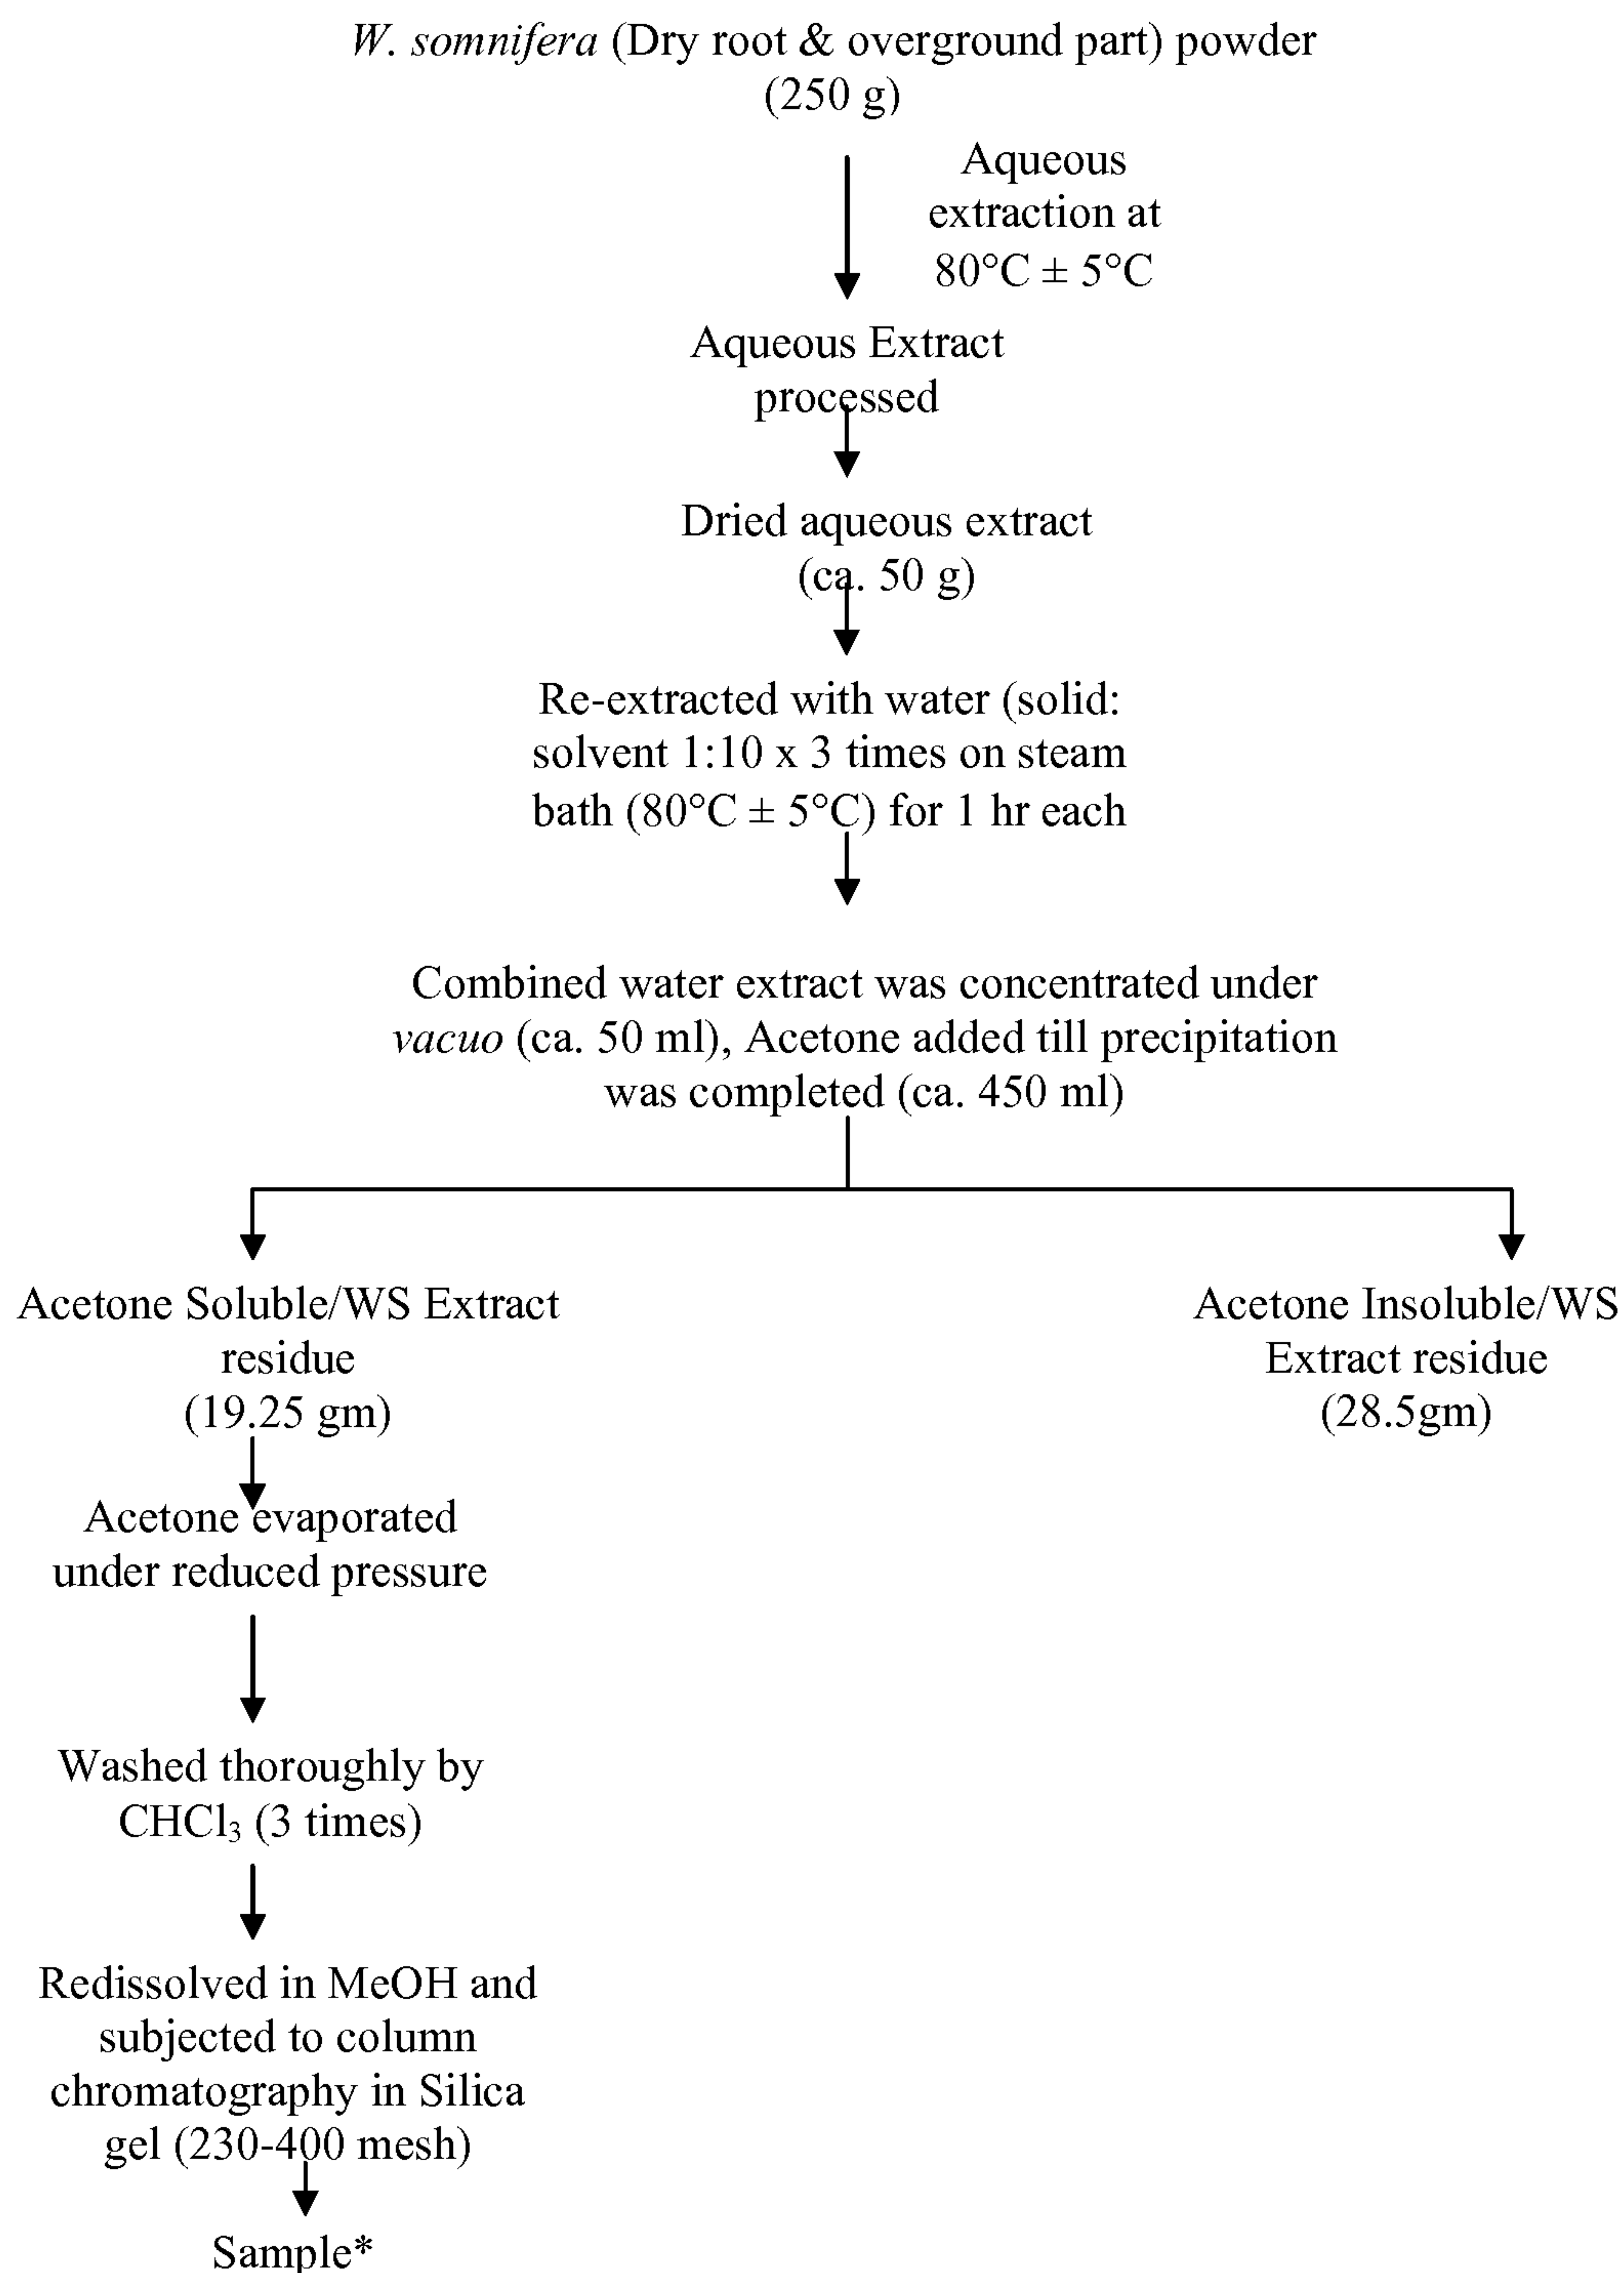 W. somnifera (Dry root & overground part) powder
(250 g)
Aqueous
extraction at
80°C ± 5°C
Aqueous Extract
processed
Dried aqueous extract
(ca. 50 g)
Re-extracted with water (solid:
solvent 1:10 x 3 times on steam
bath (80°C ± 5°C) for 1 hr each
Combined water extract was concentrated under
vacuo (ca. 50 ml), Acetone added till precipitation
was completed (ca. 450 ml)
Acetone Soluble/WS Extract
residue
(19.25 gm)
Acetone Insoluble/WS
Extract residue
(28.5gm)
Acetone evaporated
under reduced pressure
Washed thoroughly by
CHCl₃ (3 times)
Redissolved in MeOH and
subjected to column
chromatography in Silica
gel (230-400 mesh)
Sample*